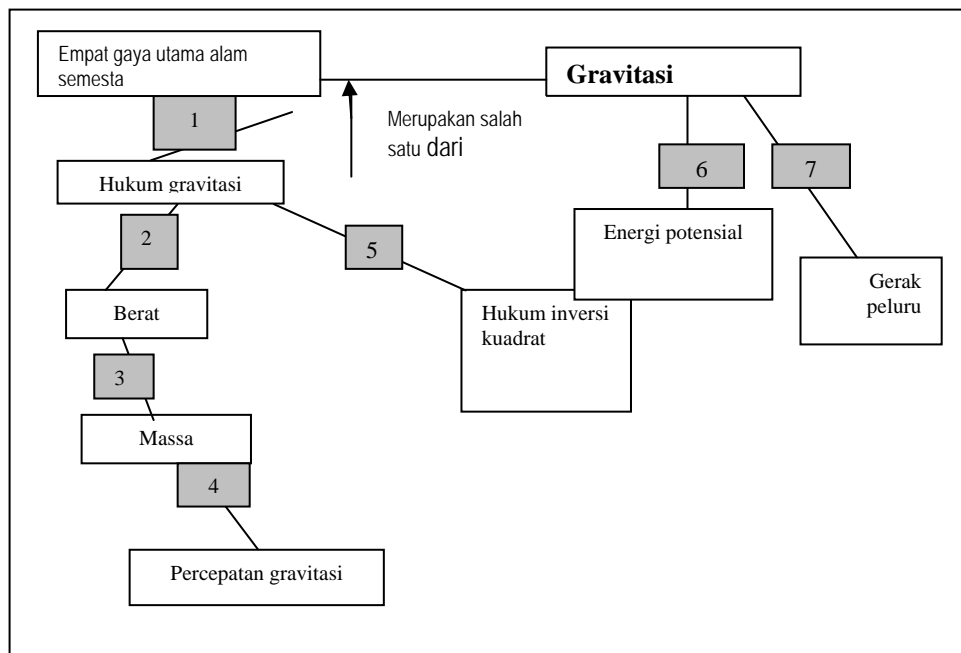 Empat gaya utama alam
semesta
Gravitasi
1
Merupakan salah
satu dari
Hukum gravitasi
6
7
2
5
Energi potensial
Gerak
peluru
Berat
Hukum inversi
kuadrat
3
Massa
4
Percepatan gravitasi